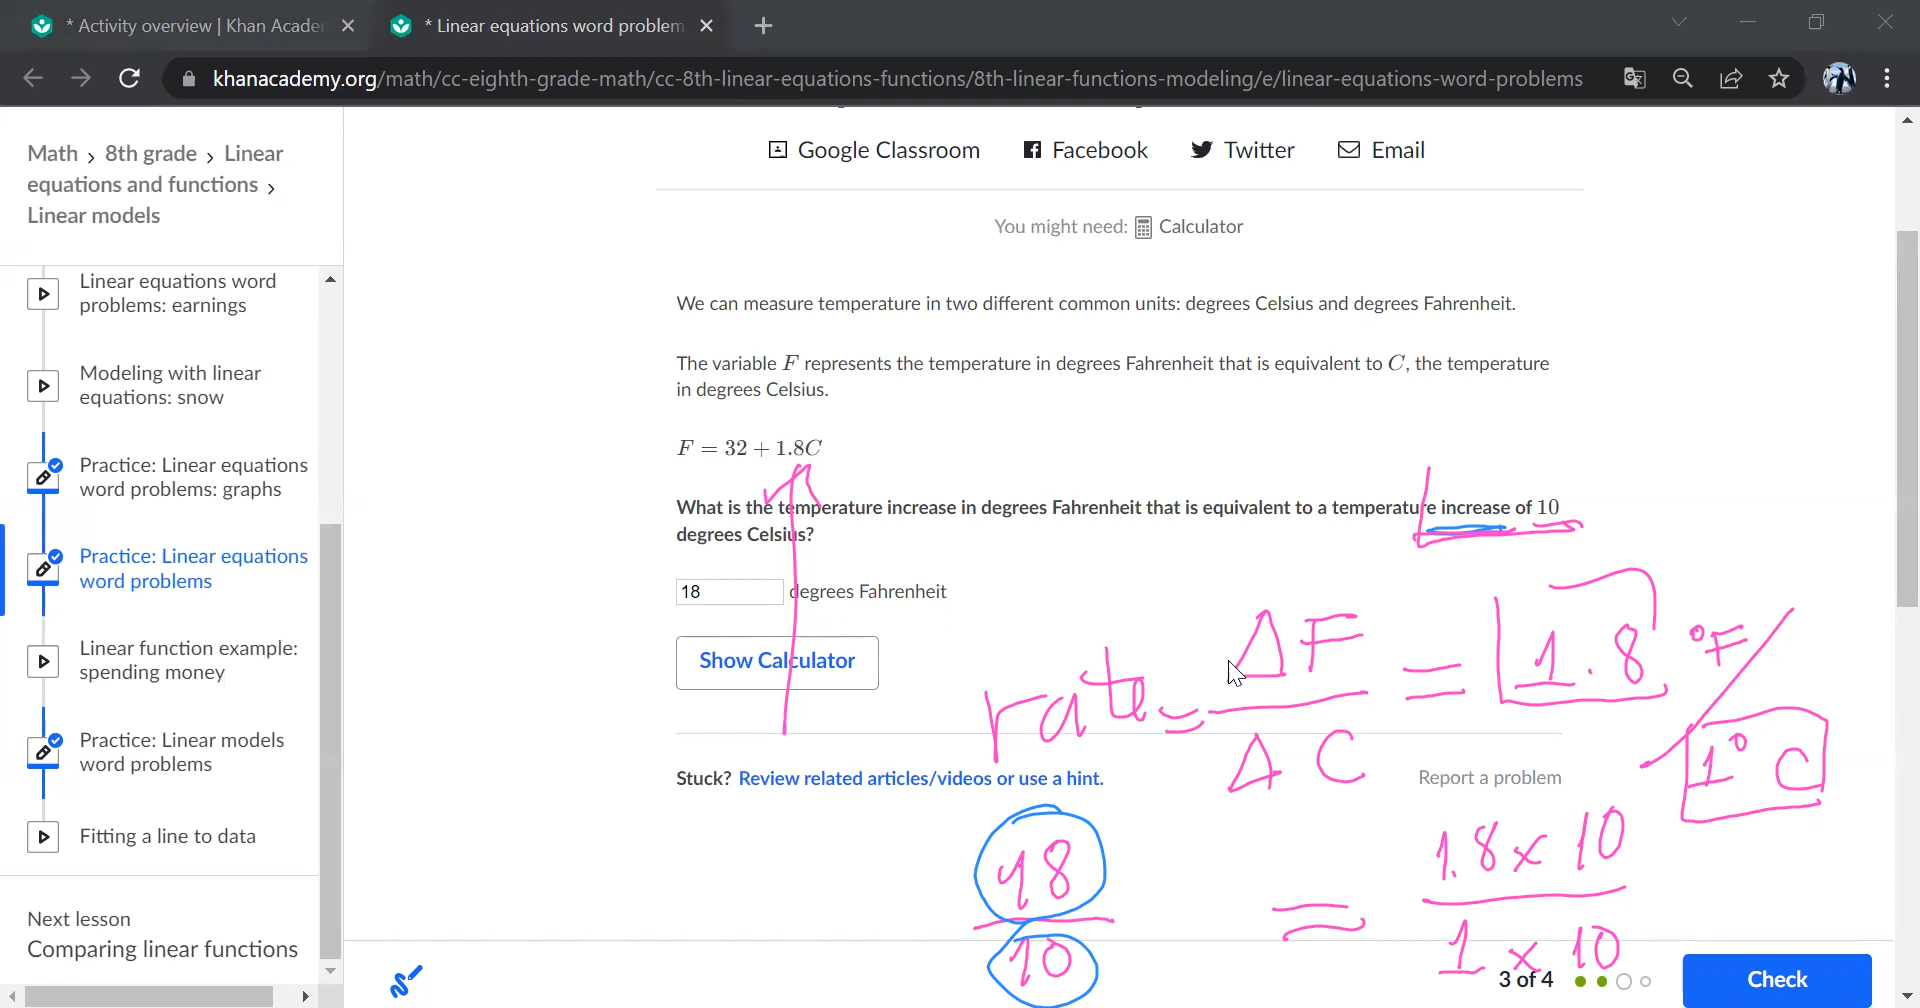 * Activity overview | Khan Acade
* Linear equations word problem
khanacademy.org/math/cc-eighth-grade-math/cc-8th-linear-equations-functions/8th-linear-functions-modeling/e/linear-equations-word-problems
Math > 8th grade > Linear
equations and functions >
Linear models
Linear equations word
problems: earnings
Modeling with linear
equations: snow
Practice: Linear equations
word problems: graphs
Practice: Linear equations
word problems
Linear function example:
spending money
Practice: Linear models
word problems
Fitting a line to data
Next lesson
Comparing linear functions
Google Classroom Facebook Twitter Email
You might need: Calculator
We can measure temperature in two different common units: degrees Celsius and degrees Fahrenheit.
The variable F represents the temperature in degrees Fahrenheit that is equivalent to C, the temperature
in degrees Celsius.
F = 32 + 1.8C
What is the temperature increase in degrees Fahrenheit that is equivalent to a temperature increase of 10
degrees Celsius?
18 degrees Fahrenheit
Show Calculator
rate = ΔF / ΔC = 1.8 °F / 1° C
Stuck? Review related articles/videos or use a hint.
Report a problem
18 / 10 = 1.8 × 10 / 1 × 10
3 of 4
Check